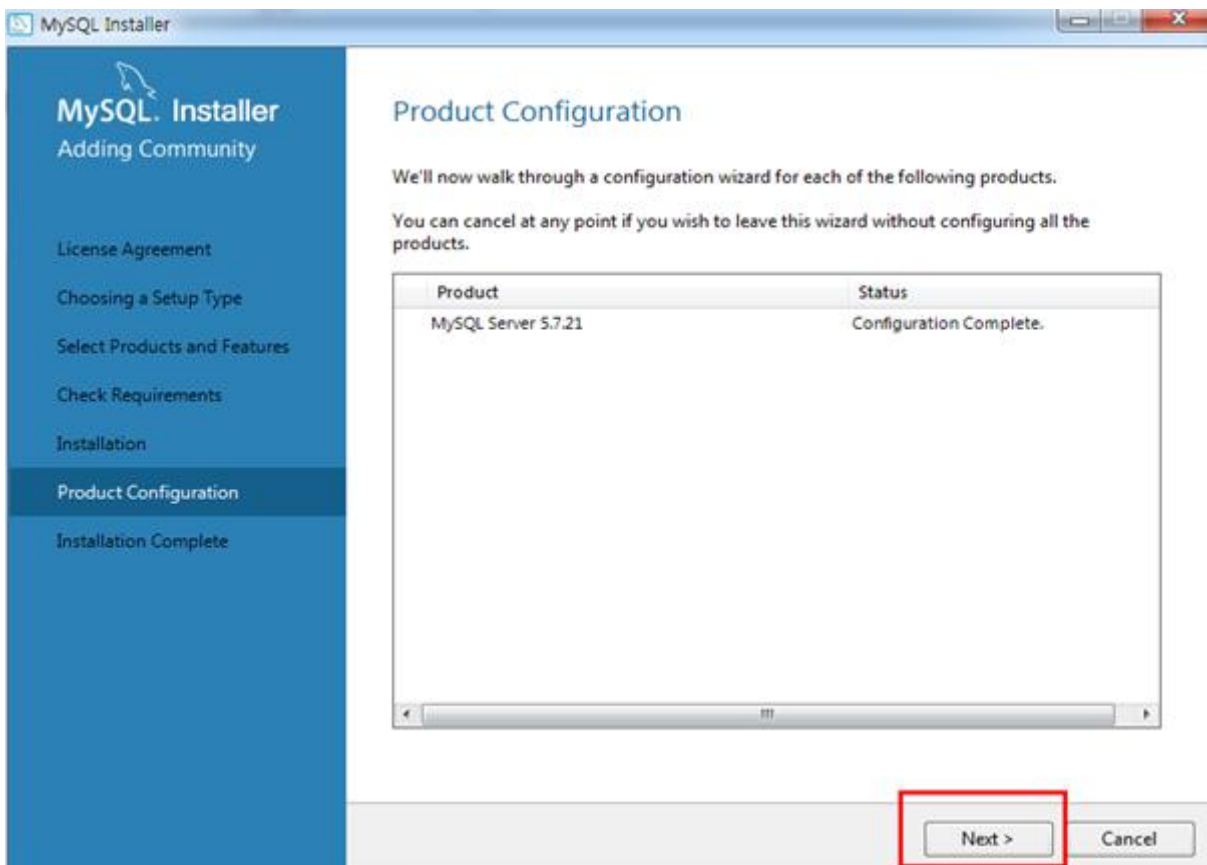 MySQL Installer
MySQL. Installer
Adding Community
License Agreement
Choosing a Setup Type
Select Products and Features
Check Requirements
Installation
Product Configuration
Installation Complete
Product Configuration
We'll now walk through a configuration wizard for each of the following products.
You can cancel at any point if you wish to leave this wizard without configuring all the
products.
Product Status
MySQL Server 5.7.21 Configuration Complete.
Next > Cancel